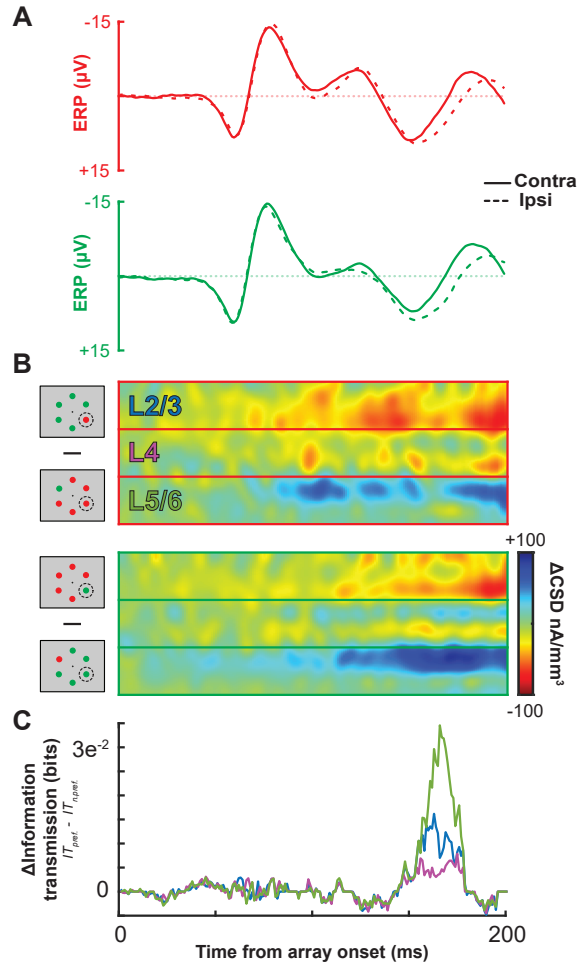 A
-15
ERP (µV)
+15
Contra
Ipsi
-15
ERP (µV)
+15
B
L2/3
L4
L5/6
+100
ΔCSD nA/mm³
-100
C
3e⁻²
0
ΔInformation
transmission (bits)
IT pref. - IT n.pref.
0
200
Time from array onset (ms)